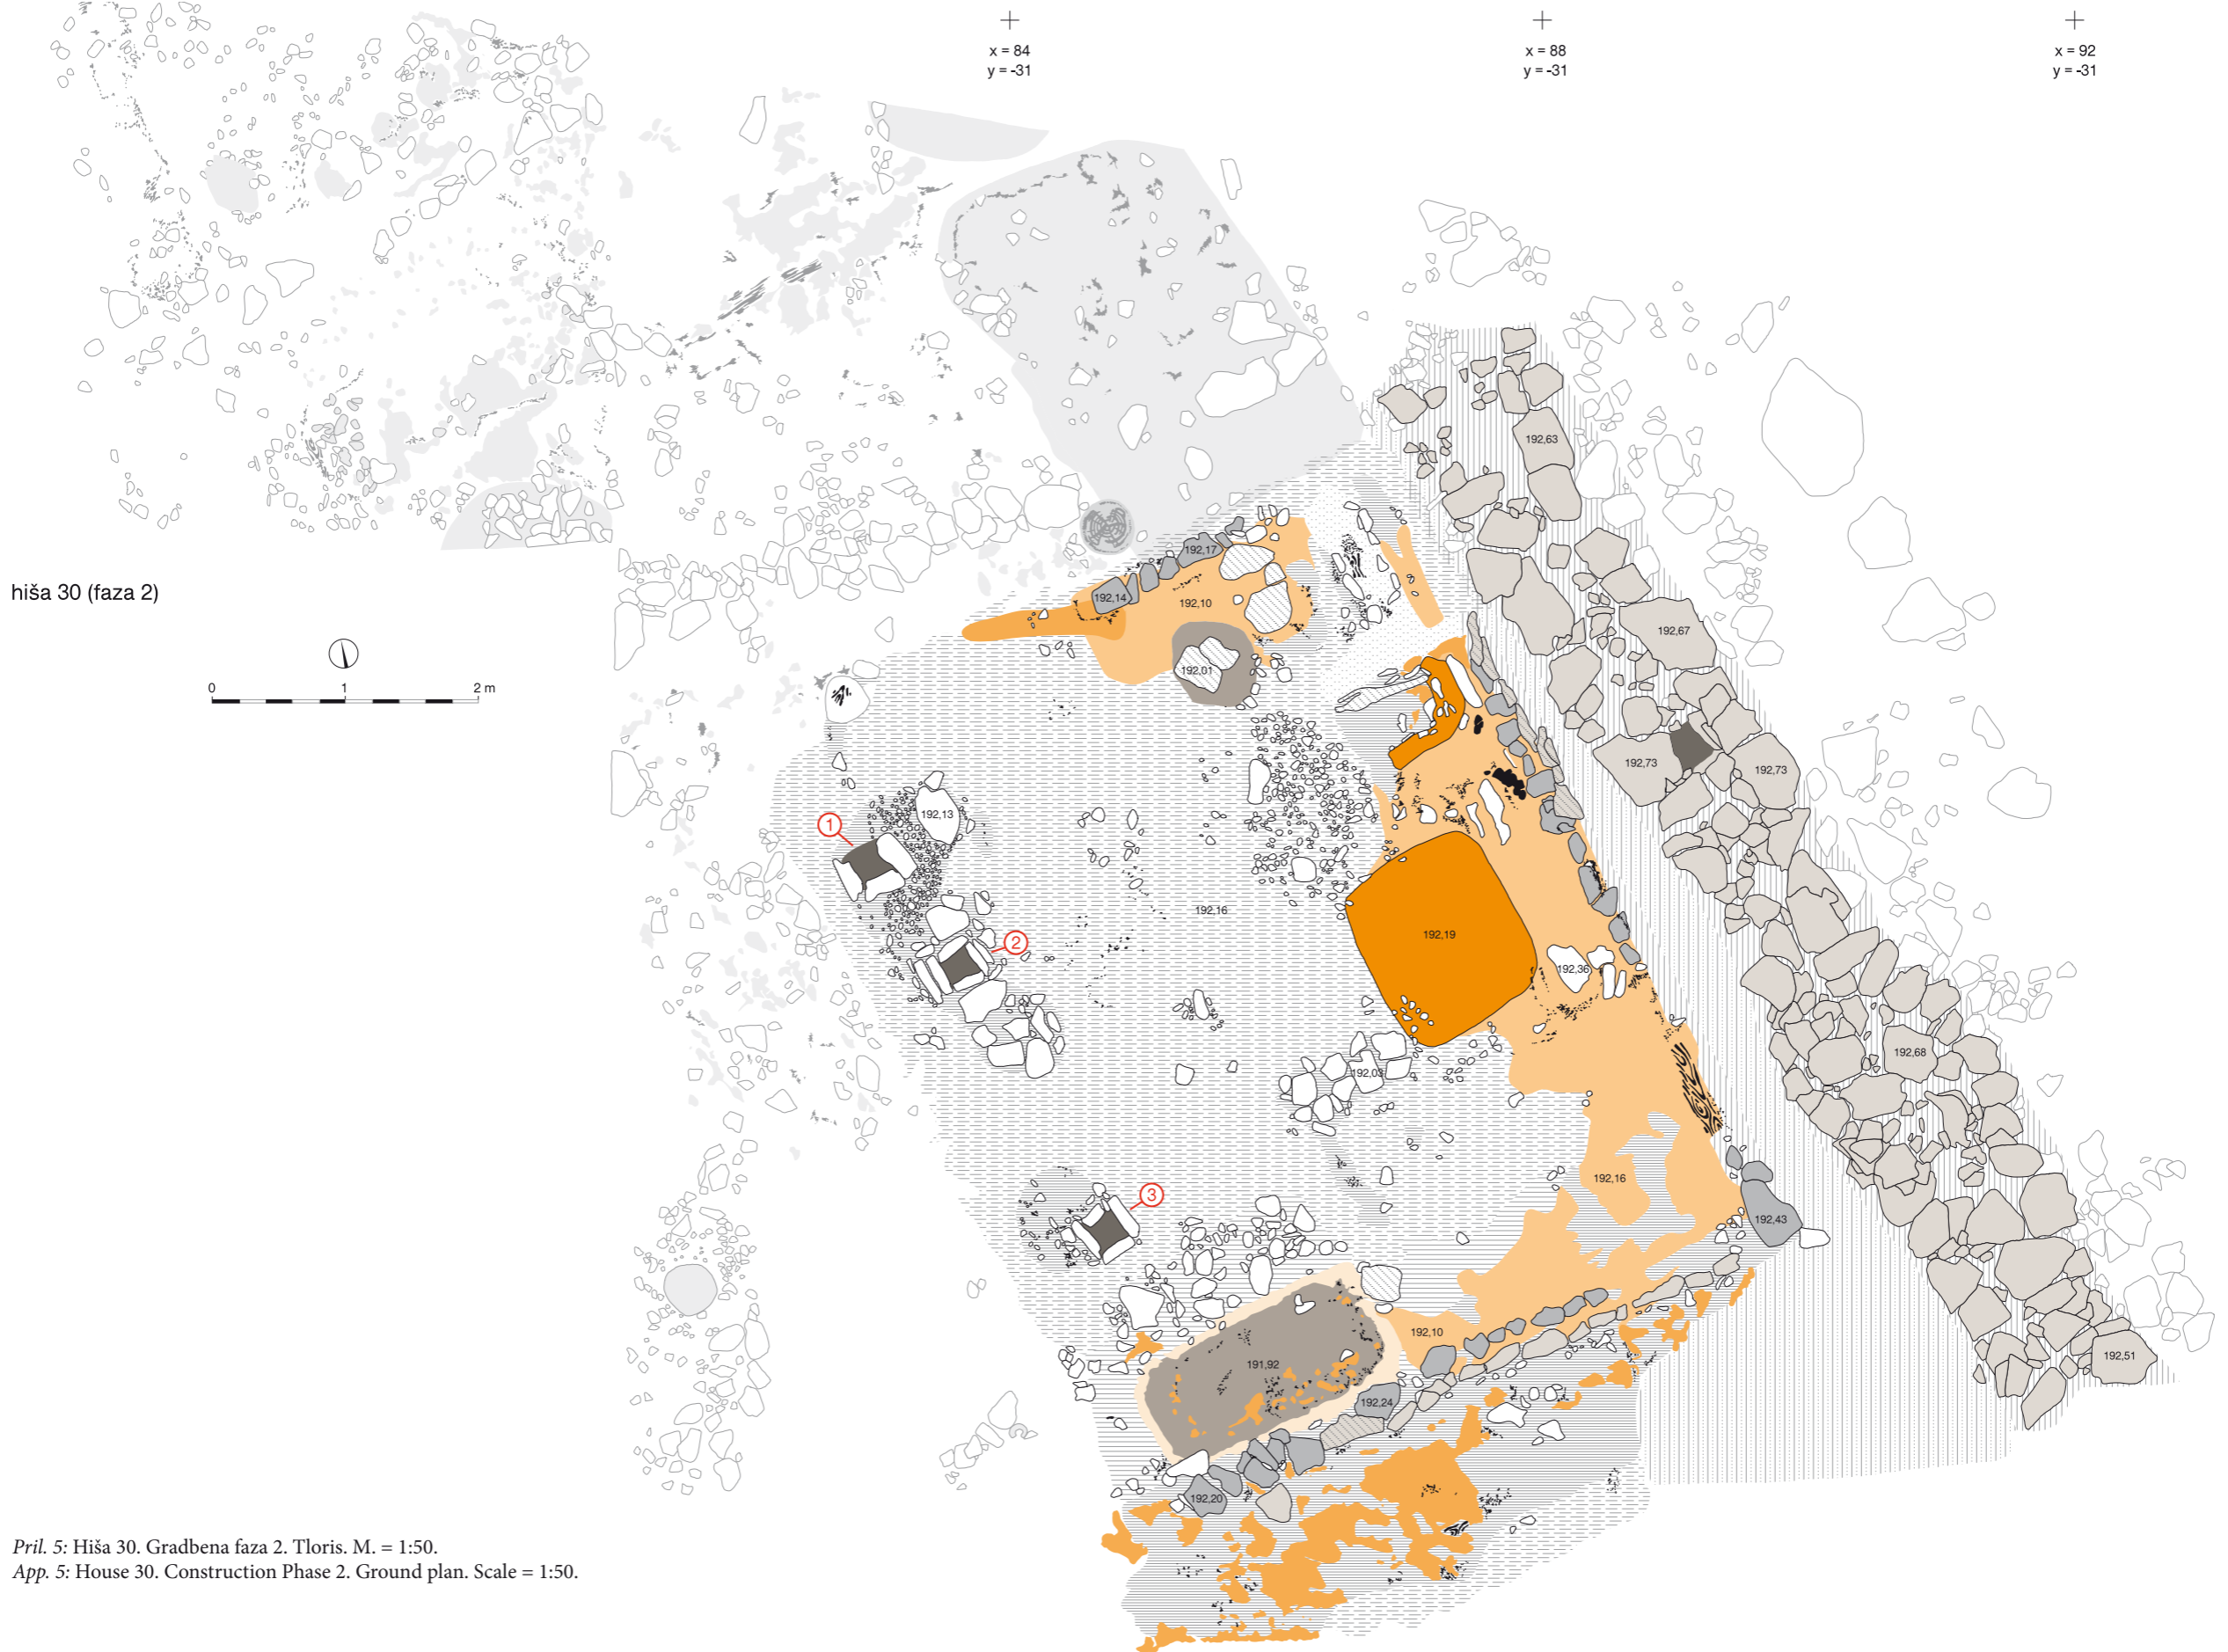 x = 84
y = -31
x = 88
y = -31
x = 92
y = -31
192,63
192,17
hiša 30 (faza 2)
192,14
192,10
192,67
192,01
0 1 2 m
192,73
192,73
192,13
1
192,16
192,19
2
192,36
192,68
192,03
192,16
3
192,43
192,10
191,92
192,51
192,24
192,20
Pril. 5: Hiša 30. Gradbena faza 2. Tloris. M. = 1:50.
App. 5: House 30. Construction Phase 2. Ground plan. Scale = 1:50.